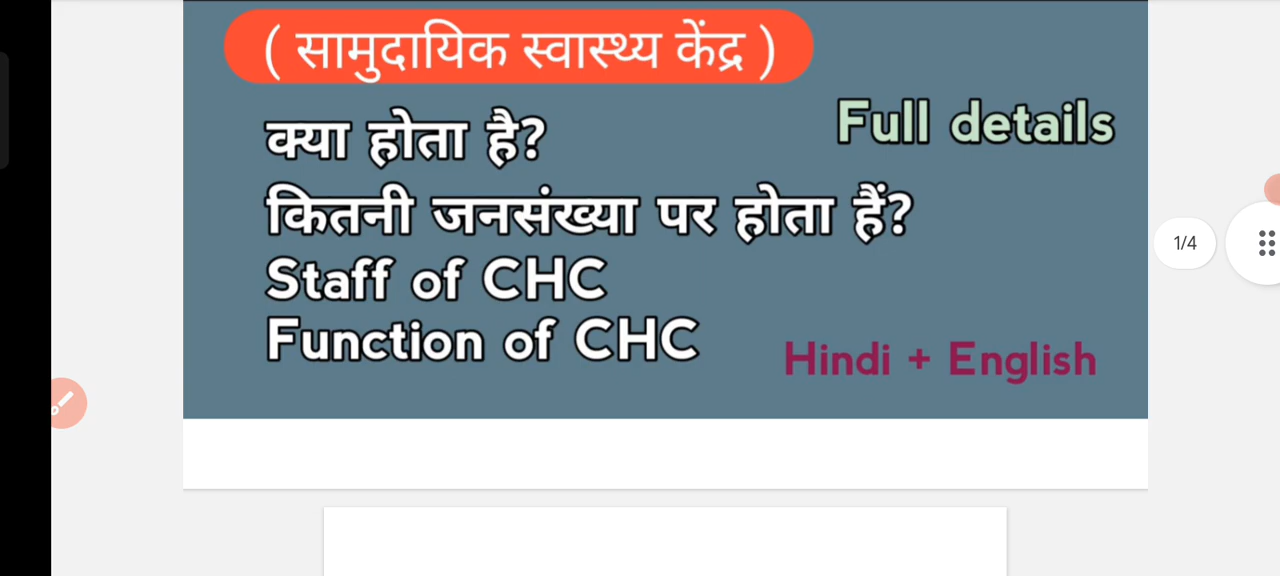 ( सामुदायिक स्वास्थ्य केंद्र )
क्या होता है?
Full details
कितनी जनसंख्या पर होता हैं?
Staff of CHC
Function of CHC
Hindi + English
1/4